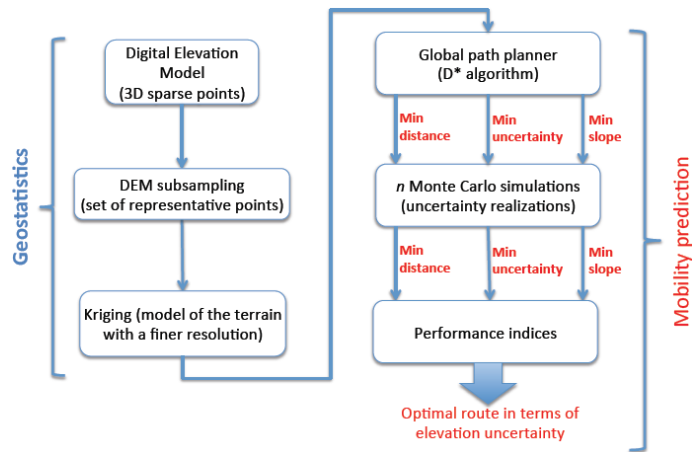 Geostatistics
Digital Elevation
Model
(3D sparse points)
DEM subsampling
(set of representative points)
Kriging (model of the terrain
with a finer resolution)
Global path planner
(D* algorithm)
Min
distance
Min
uncertainty
Min
slope
n Monte Carlo simulations
(uncertainty realizations)
Min
distance
Min
uncertainty
Min
slope
Performance indices
Optimal route in terms of
elevation uncertainty
Mobility prediction